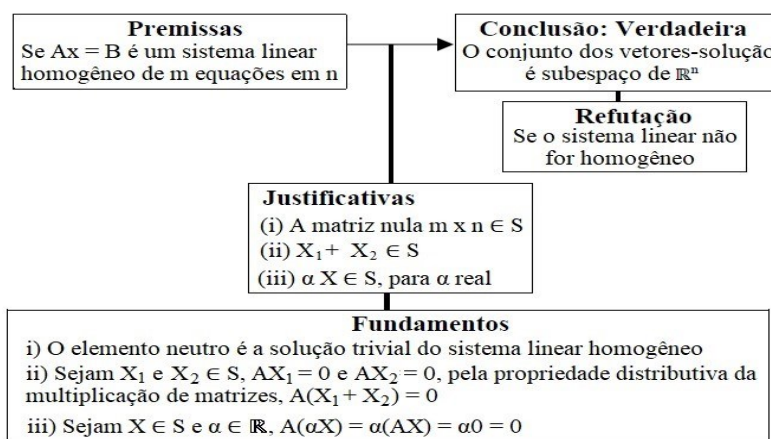 Premissas
Se Ax = B é um sistema linear
homogêneo de m equações em n
Conclusão: Verdadeira
O conjunto dos vetores-solução
é subespaço de ℝⁿ
Refutação
Se o sistema linear não
for homogêneo
Justificativas
(i) A matriz nula m x n ∈ S
(ii) X₁ + X₂ ∈ S
(iii) α X ∈ S, para α real
Fundamentos
i) O elemento neutro é a solução trivial do sistema linear homogêneo
ii) Sejam X₁ e X₂ ∈ S, AX₁ = 0 e AX₂ = 0, pela propriedade distributiva da
multiplicação de matrizes, A(X₁ + X₂) = 0
iii) Sejam X ∈ S e α ∈ ℝ, A(αX) = α(AX) = α0 = 0